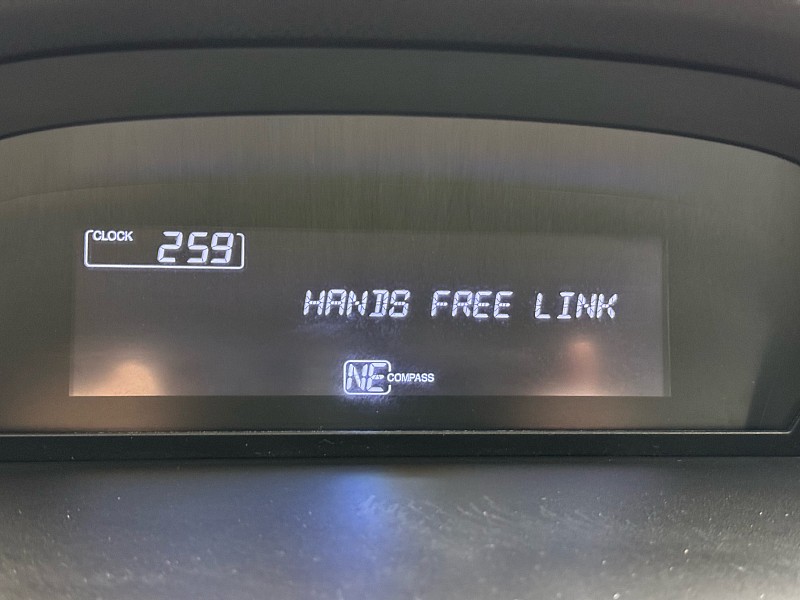 CLOCK 259
HANDS FREE LINK
NE COMPASS